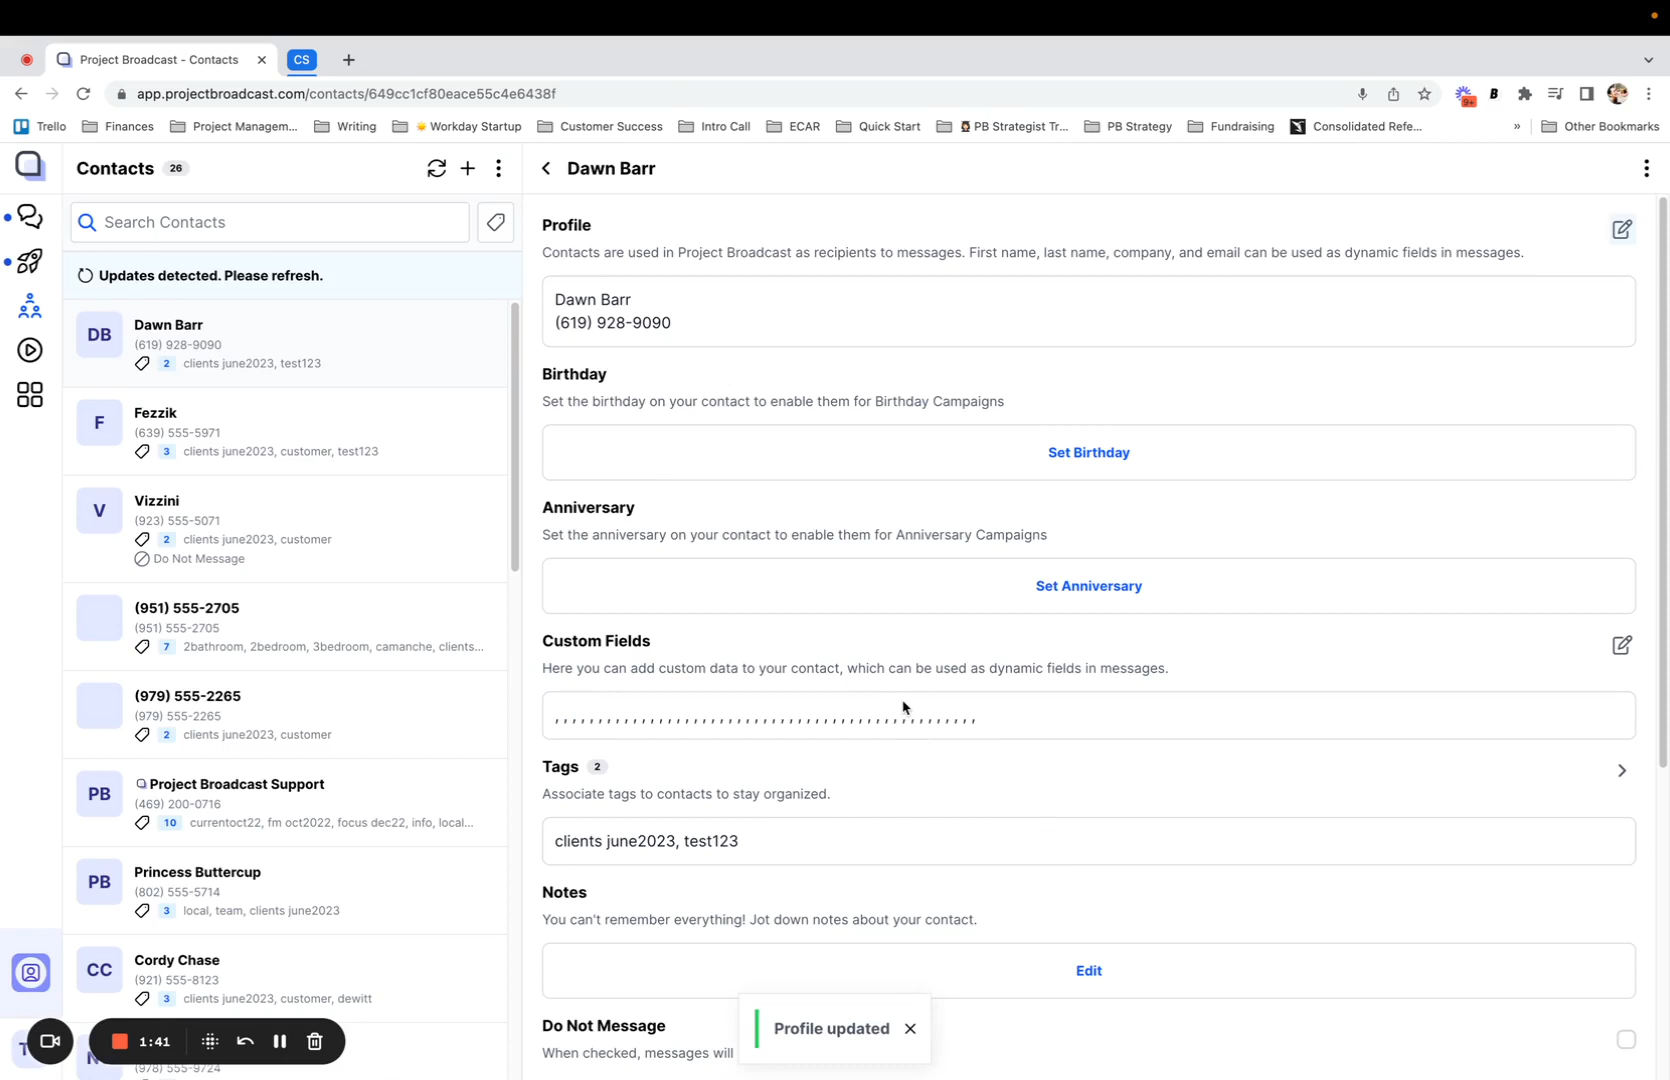 Project Broadcast - Contacts
CS
app.projectbroadcast.com/contacts/649cc1cf80eace55c4e6438f
9+
B
Trello
Finances
Project Managem...
Writing
Workday Startup
Customer Success
Intro Call
ECAR
Quick Start
PB Strategist Tr...
PB Strategy
Fundraising
Consolidated Refe...
»
Other Bookmarks
Contacts 26
Search Contacts
Updates detected. Please refresh.
DB
Dawn Barr
(619) 928-9090
2 clients june2023, test123
F
Fezzik
(639) 555-5971
3 clients june2023, customer, test123
V
Vizzini
(923) 555-5071
2 clients june2023, customer
Do Not Message
(951) 555-2705
(951) 555-2705
7 2bathroom, 2bedroom, 3bedroom, camanche, clients...
(979) 555-2265
(979) 555-2265
2 clients june2023, customer
PB
Project Broadcast Support
(469) 200-0716
10 currentoct22, fm oct2022, focus dec22, info, local...
PB
Princess Buttercup
(802) 555-5714
3 local, team, clients june2023
CC
Cordy Chase
(921) 555-8123
3 clients june2023, customer, dewitt
(978) 555-9724
1:41
Dawn Barr
Profile
Contacts are used in Project Broadcast as recipients to messages. First name, last name, company, and email can be used as dynamic fields in messages.
Dawn Barr
(619) 928-9090
Birthday
Set the birthday on your contact to enable them for Birthday Campaigns
Set Birthday
Anniversary
Set the anniversary on your contact to enable them for Anniversary Campaigns
Set Anniversary
Custom Fields
Here you can add custom data to your contact, which can be used as dynamic fields in messages.
, , , , , , , , , , , , , , , , , , , , , , , , , , , , , , , , , , , , , , , , , , , , , , , , ,
Tags 2
Associate tags to contacts to stay organized.
clients june2023, test123
Notes
You can't remember everything! Jot down notes about your contact.
Edit
Do Not Message
When checked, messages will
Profile updated